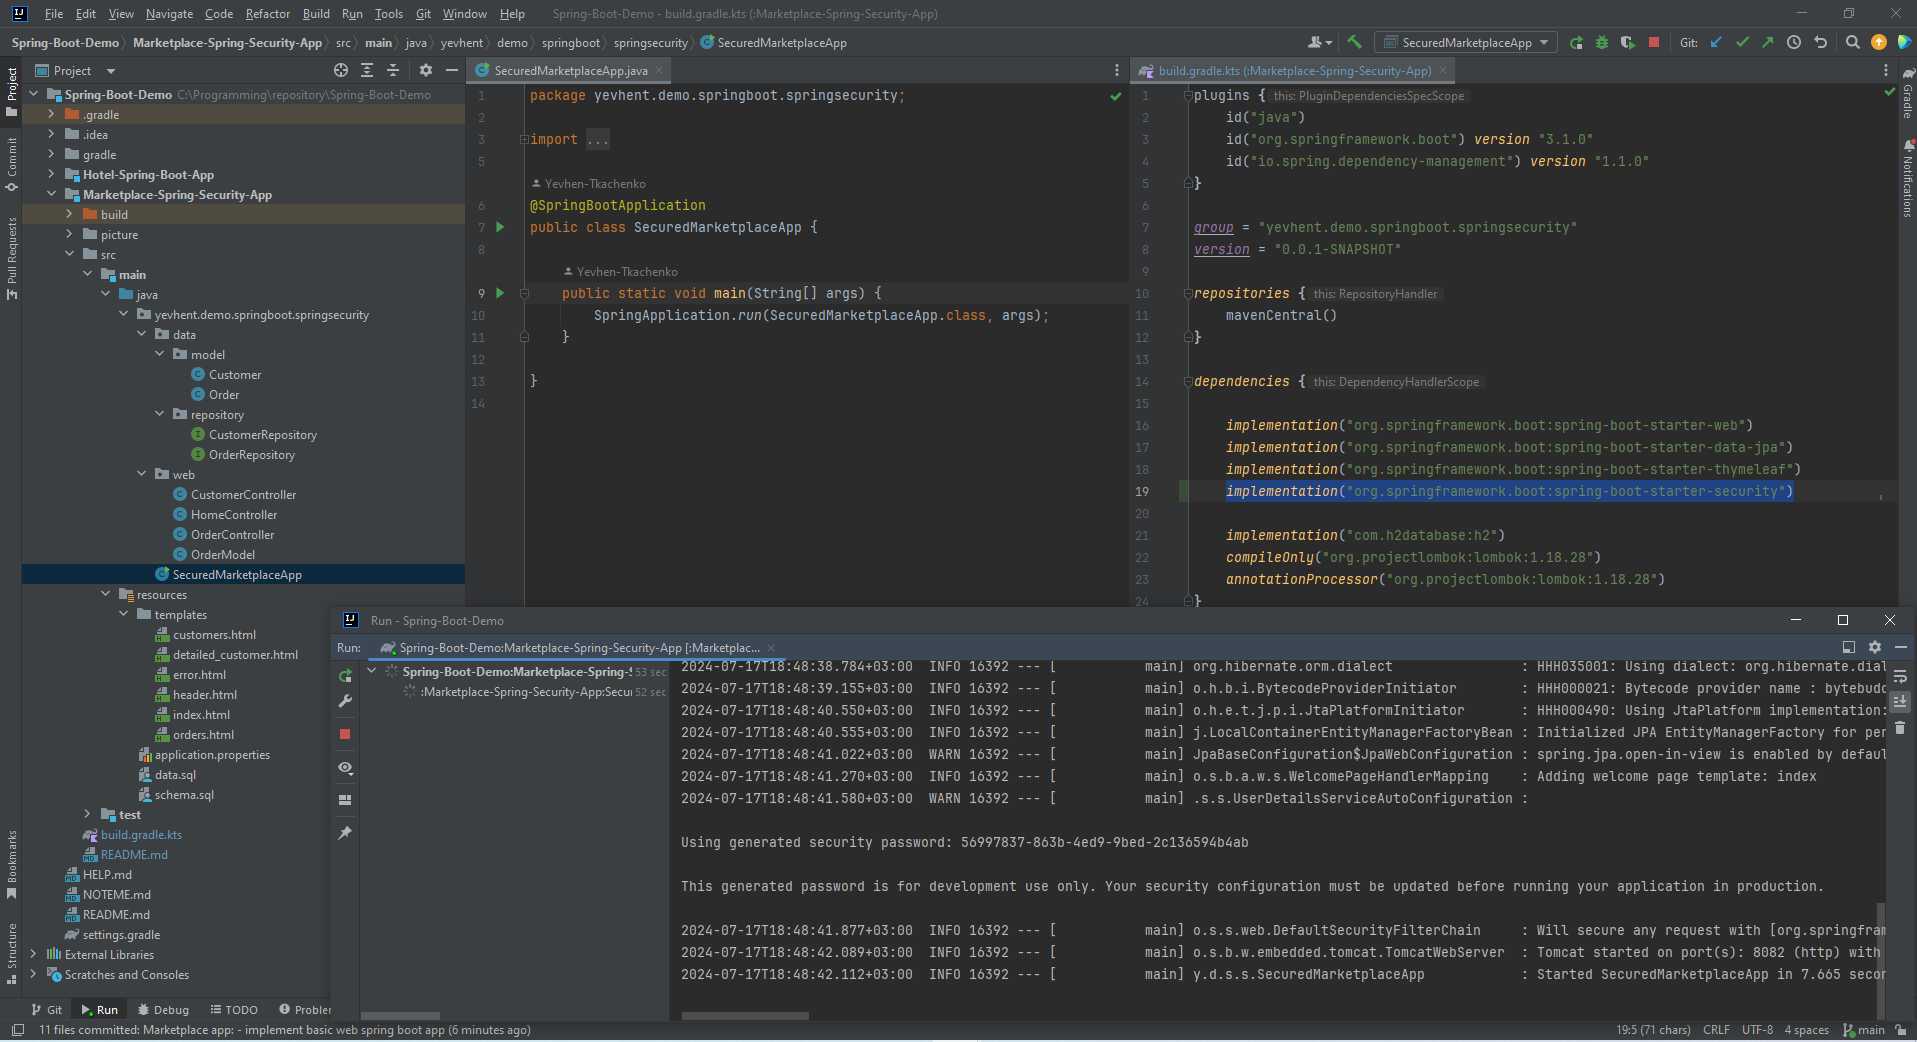 File Edit View Navigate Code Refactor Build Run Tools Git Window Help Spring-Boot-Demo - build.gradle.kts (:Marketplace-Spring-Security-App)
Spring-Boot-Demo Marketplace-Spring-Security-App src main java yevhent demo springboot springsecurity SecuredMarketplaceApp SecuredMarketplaceApp Git:
Project
Commit
Pull Requests
Bookmarks
Structure
Project
Spring-Boot-Demo C:\Programming\repository\Spring-Boot-Demo
.gradle
.idea
gradle
Hotel-Spring-Boot-App
Marketplace-Spring-Security-App
build
picture
src
main
java
yevhent.demo.springboot.springsecurity
data
model
Customer
Order
repository
CustomerRepository
OrderRepository
web
CustomerController
HomeController
OrderController
OrderModel
SecuredMarketplaceApp
resources
templates
customers.html
detailed_customer.html
error.html
header.html
index.html
orders.html
application.properties
data.sql
schema.sql
test
build.gradle.kts
README.md
HELP.md
NOTEME.md
README.md
settings.gradle
External Libraries
Scratches and Consoles
SecuredMarketplaceApp.java
1 package yevhent.demo.springboot.springsecurity;
2
3 import ...
5
Yevhen-Tkachenko
6 @SpringBootApplication
7 public class SecuredMarketplaceApp {
8
Yevhen-Tkachenko
9 public static void main(String[] args) {
10 SpringApplication.run(SecuredMarketplaceApp.class, args);
11 }
12
13 }
14
build.gradle.kts (:Marketplace-Spring-Security-App)
1 plugins { this: PluginDependenciesSpecScope
2 id("java")
3 id("org.springframework.boot") version "3.1.0"
4 id("io.spring.dependency-management") version "1.1.0"
5 }
6
7 group = "yevhent.demo.springboot.springsecurity"
8 version = "0.0.1-SNAPSHOT"
9
10 repositories { this: RepositoryHandler
11 mavenCentral()
12 }
13
14 dependencies { this: DependencyHandlerScope
15
16 implementation("org.springframework.boot:spring-boot-starter-web")
17 implementation("org.springframework.boot:spring-boot-starter-data-jpa")
18 implementation("org.springframework.boot:spring-boot-starter-thymeleaf")
19 implementation("org.springframework.boot:spring-boot-starter-security")
20
21 implementation("com.h2database:h2")
22 compileOnly("org.projectlombok:lombok:1.18.28")
23 annotationProcessor("org.projectlombok:lombok:1.18.28")
24 }
Gradle
Notifications
Run - Spring-Boot-Demo
Run: Spring-Boot-Demo:Marketplace-Spring-Security-App [:Marketplac...
Spring-Boot-Demo:Marketplace-Spring-S 53 sec
:Marketplace-Spring-Security-App:Secur 52 sec
2024-07-17T18:48:38.784+03:00 INFO 16392 --- [ main] org.hibernate.orm.dialect : HHH035001: Using dialect: org.hibernate.dial
2024-07-17T18:48:39.155+03:00 INFO 16392 --- [ main] o.h.b.i.BytecodeProviderInitiator : HHH000021: Bytecode provider name : bytebudd
2024-07-17T18:48:40.550+03:00 INFO 16392 --- [ main] o.h.e.t.j.p.i.JtaPlatformInitiator : HHH000490: Using JtaPlatform implementation:
2024-07-17T18:48:40.555+03:00 INFO 16392 --- [ main] j.LocalContainerEntityManagerFactoryBean : Initialized JPA EntityManagerFactory for per
2024-07-17T18:48:41.022+03:00 WARN 16392 --- [ main] JpaBaseConfiguration$JpaWebConfiguration : spring.jpa.open-in-view is enabled by defaul
2024-07-17T18:48:41.270+03:00 INFO 16392 --- [ main] o.s.b.a.w.s.WelcomePageHandlerMapping : Adding welcome page template: index
2024-07-17T18:48:41.580+03:00 WARN 16392 --- [ main] .s.s.UserDetailsServiceAutoConfiguration :
Using generated security password: 56997837-863b-4ed9-9bed-2c136594b4ab
This generated password is for development use only. Your security configuration must be updated before running your application in production.
2024-07-17T18:48:41.877+03:00 INFO 16392 --- [ main] o.s.s.web.DefaultSecurityFilterChain : Will secure any request with [org.springfram
2024-07-17T18:48:42.089+03:00 INFO 16392 --- [ main] o.s.b.w.embedded.tomcat.TomcatWebServer : Tomcat started on port(s): 8082 (http) with
2024-07-17T18:48:42.112+03:00 INFO 16392 --- [ main] y.d.s.s.SecuredMarketplaceApp : Started SecuredMarketplaceApp in 7.665 secon
Git Run Debug TODO Probler
11 files committed: Marketplace app: - implement basic web spring boot app (6 minutes ago) 19:5 (71 chars) CRLF UTF-8 4 spaces main